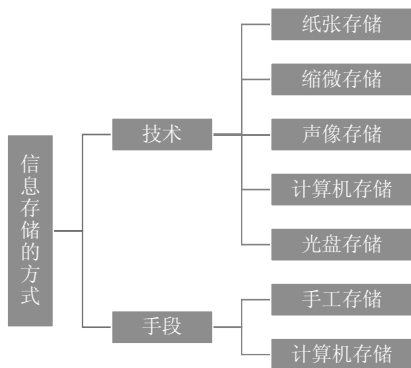 信息存储的方式
技术
纸张存储
缩微存储
声像存储
计算机存储
光盘存储
手段
手工存储
计算机存储